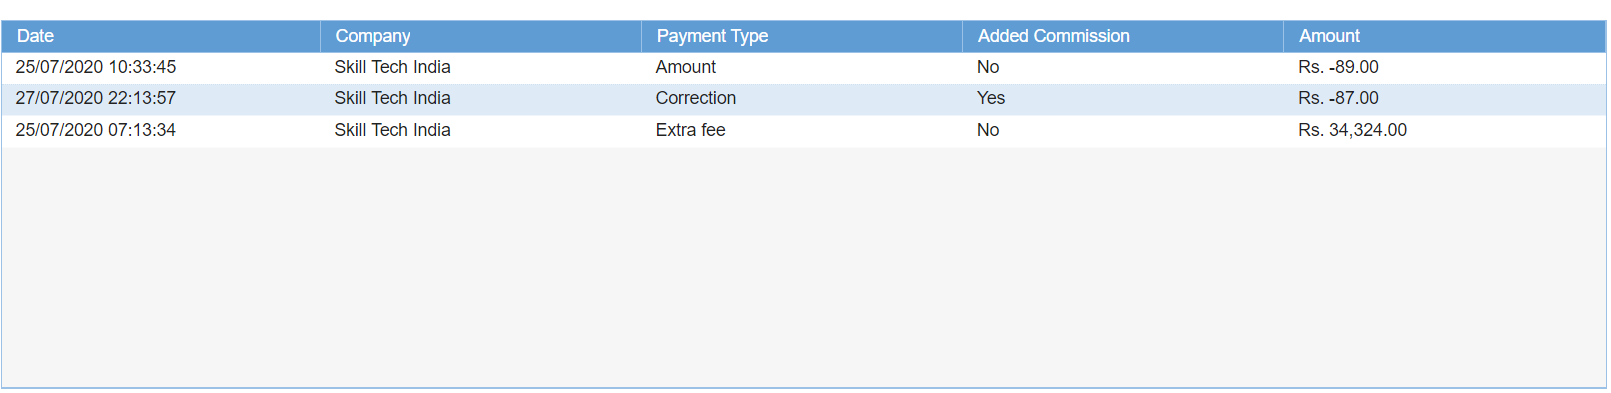 Date Company Payment Type Added Commission Amount
25/07/2020 10:33:45 Skill Tech India Amount No Rs. -89.00
27/07/2020 22:13:57 Skill Tech India Correction Yes Rs. -87.00
25/07/2020 07:13:34 Skill Tech India Extra fee No Rs. 34,324.00